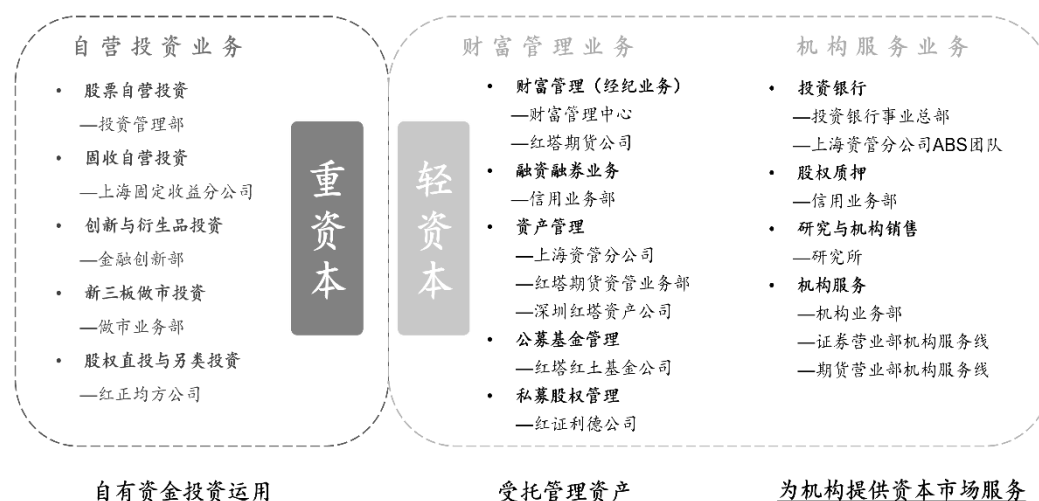 自营投资业务
• 股票自营投资
—投资管理部
• 固收自营投资
—上海固定收益分公司
• 创新与衍生品投资
—金融创新部
• 新三板做市投资
—做市业务部
• 股权直投与另类投资
—红正均方公司
重资本
自有资金投资运用
轻资本
财富管理业务
• 财富管理（经纪业务）
—财富管理中心
—红塔期货公司
• 融资融券业务
—信用业务部
• 资产管理
—上海资管分公司
—红塔期货资管业务部
—深圳红塔资产公司
• 公募基金管理
—红塔红土基金公司
• 私募股权管理
—红证利德公司
受托管理资产
机构服务业务
• 投资银行
—投资银行事业总部
—上海资管分公司ABS团队
• 股权质押
—信用业务部
• 研究与机构销售
—研究所
• 机构服务
—机构业务部
—证券营业部机构服务线
—期货营业部机构服务线
为机构提供资本市场服务